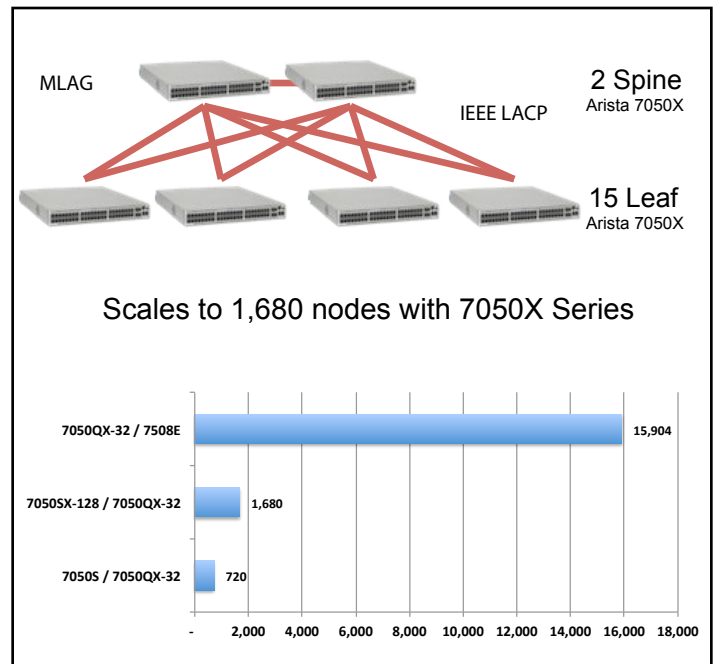 MLAG
2 Spine
Arista 7050X
IEEE LACP
15 Leaf
Arista 7050X
Scales to 1,680 nodes with 7050X Series
7050QX-32 / 7508E
15,904
7050SX-128 / 7050QX-32
1,680
7050S / 7050QX-32
720
- 2,000 4,000 6,000 8,000 10,000 12,000 14,000 16,000 18,000